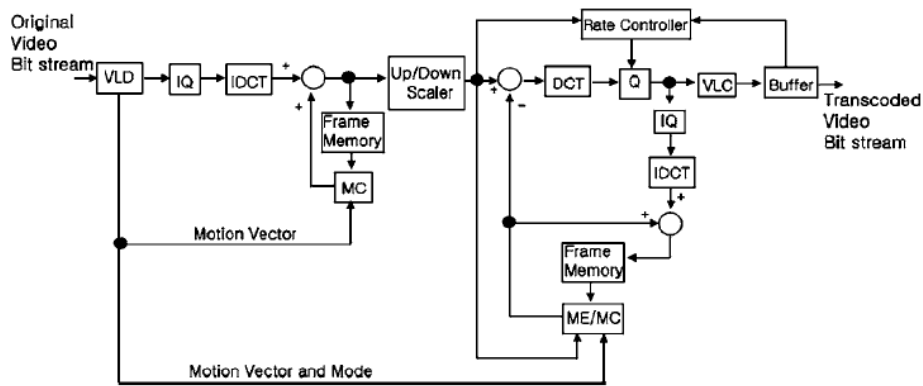 Original
Video
Bit stream
VLD
IQ
IDCT
+
+
Frame
Memory
MC
Motion Vector
Up/Down
Scaler
Rate Controller
+
−
DCT
Q
VLC
Buffer
Transcoded
Video
Bit stream
IQ
IDCT
+
+
Frame
Memory
ME/MC
Motion Vector and Mode